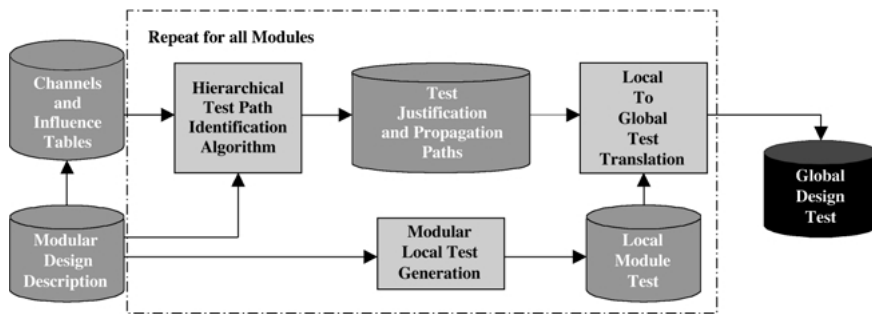 Repeat for all Modules
Channels
and
Influence
Tables
Hierarchical
Test Path
Identification
Algorithm
Test
Justification
and Propagation
Paths
Local
To
Global
Test
Translation
Global
Design
Test
Modular
Design
Description
Modular
Local Test
Generation
Local
Module
Test